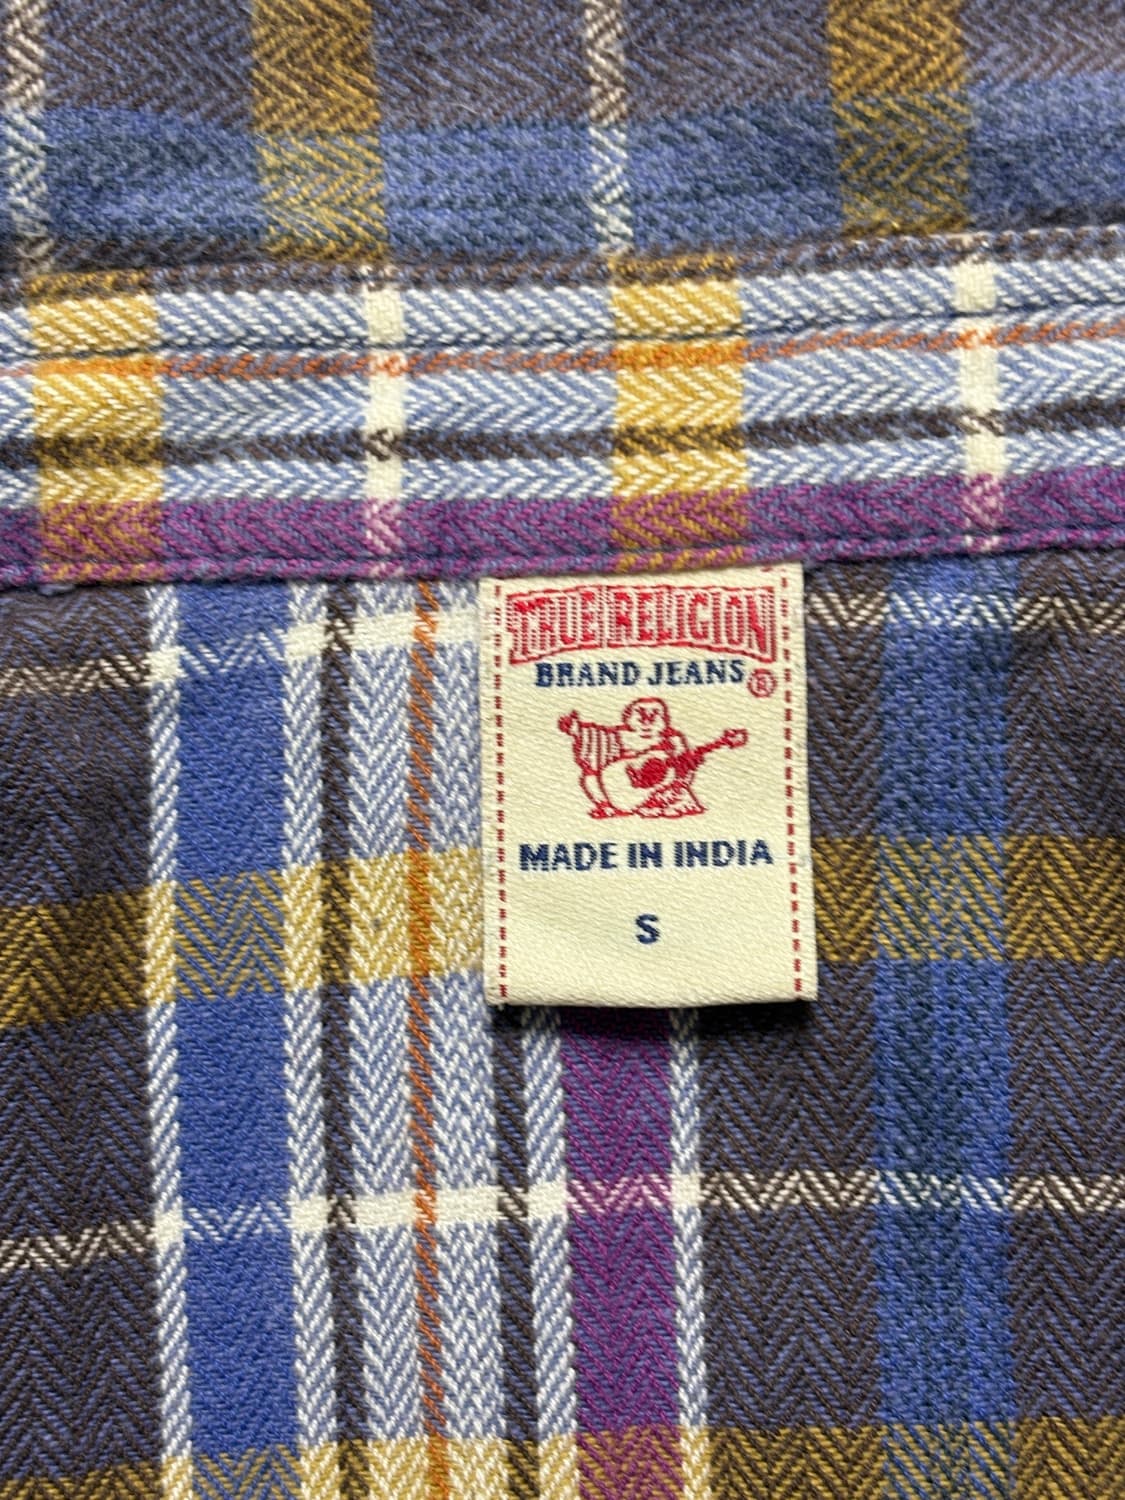 TRUE RELIGION
BRAND JEANS®
MADE IN INDIA
S